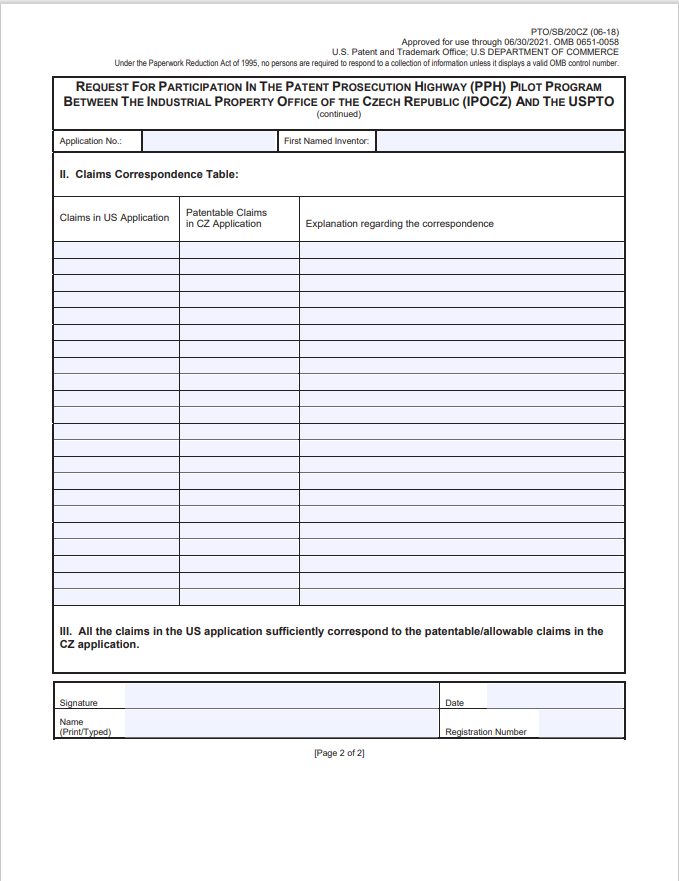 PTO/SB/20CZ (06-18)
Approved for use through 06/30/2021. OMB 0651-0058
U.S. Patent and Trademark Office; U.S DEPARTMENT OF COMMERCE
Under the Paperwork Reduction Act of 1995, no persons are required to respond to a collection of information unless it displays a valid OMB control number.
REQUEST FOR PARTICIPATION IN THE PATENT PROSECUTION HIGHWAY (PPH) PILOT PROGRAM
BETWEEN THE INDUSTRIAL PROPERTY OFFICE OF THE CZECH REPUBLIC (IPOCZ) AND THE USPTO
(continued)
Application No.: First Named Inventor:
II. Claims Correspondence Table:
Claims in US Application
Patentable Claims
in CZ Application
Explanation regarding the correspondence
III. All the claims in the US application sufficiently correspond to the patentable/allowable claims in the
CZ application.
Signature
Date
Name
(Print/Typed)
Registration Number
[Page 2 of 2]